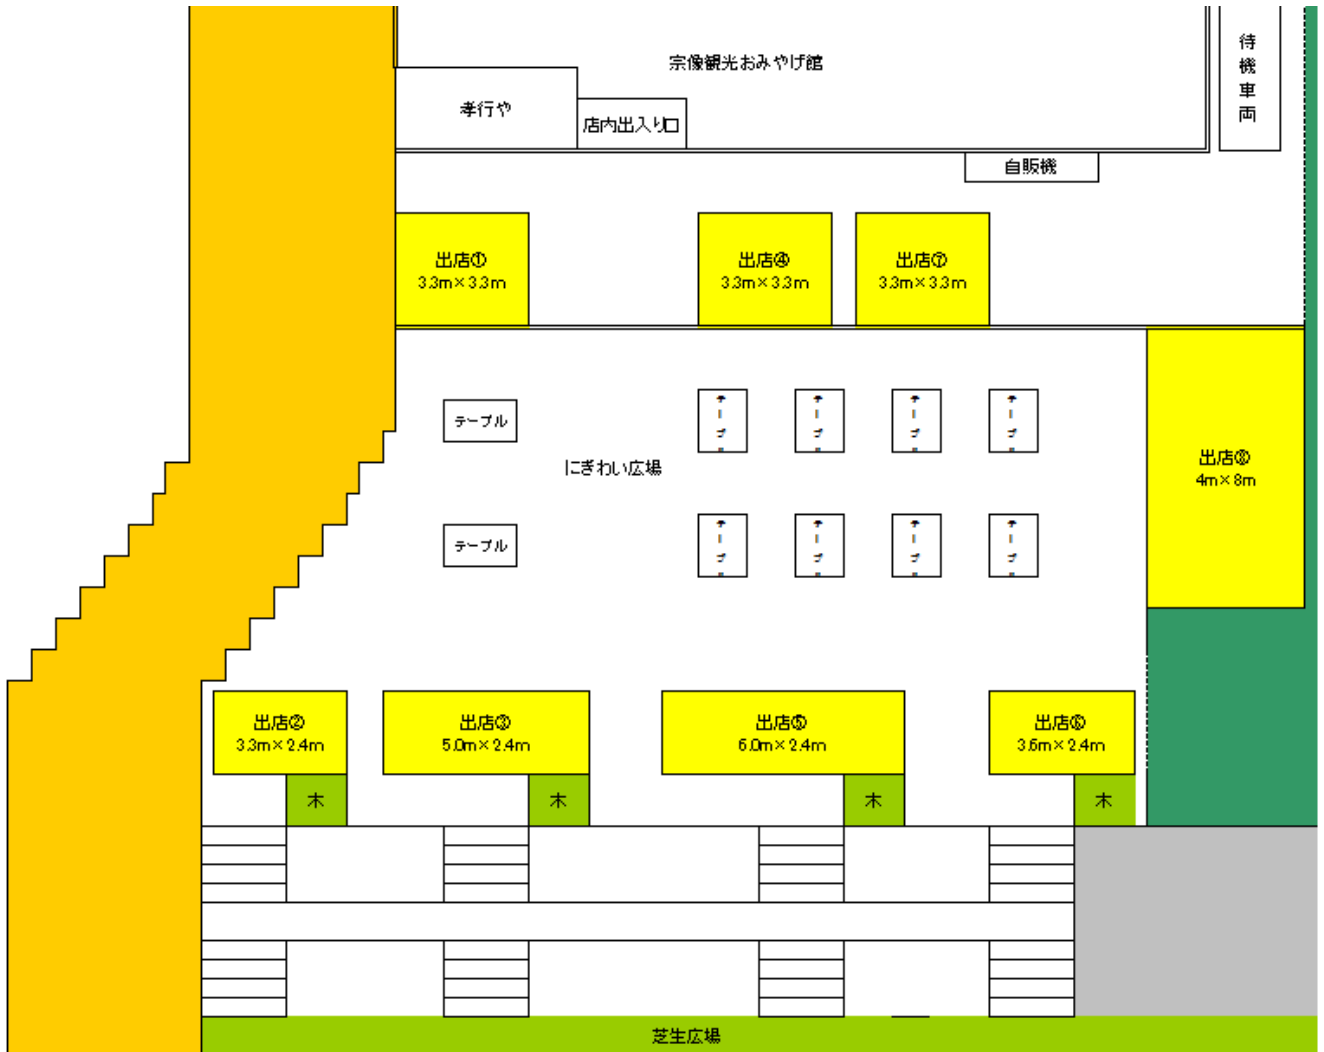 宗像観光おみやげ館
待機車両
孝行や
店内出入り口
自販機
出店①
3.3m×3.3m
出店④
3.3m×3.3m
出店⑦
3.3m×3.3m
テーブル
にぎわい広場
出店⑧
4m×8m
テーブル
出店②
3.3m×2.4m
出店③
5.0m×2.4m
出店⑤
6.0m×2.4m
出店⑥
3.6m×2.4m
木
木
木
木
芝生広場